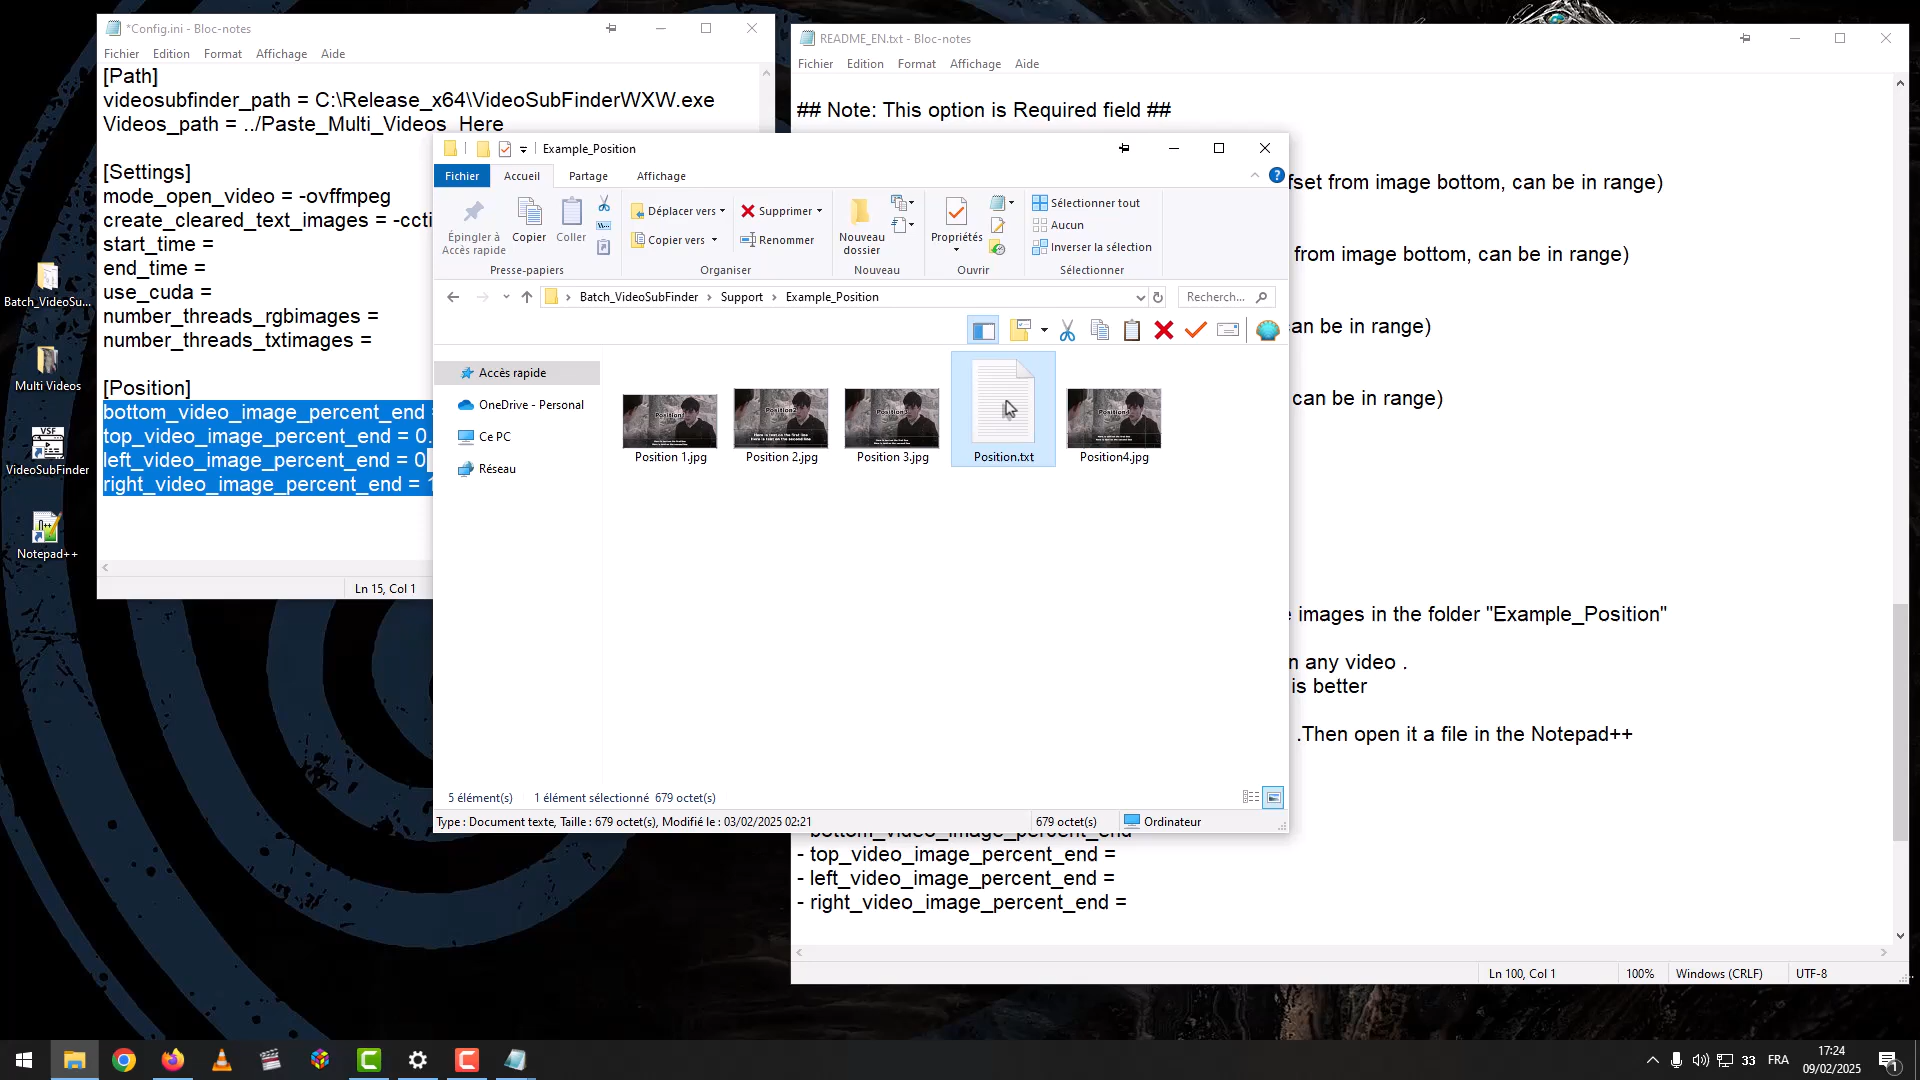 *Config.ini - Bloc-notes
Fichier Edition Format Affichage Aide
[Path]
videosubfinder_path = C:\Release_x64\VideoSubFinderWXW.exe
Videos_path = ../Paste_Multi_Videos_Here
[Settings]
mode_open_video = -ovffmpeg
create_cleared_text_images = -ccti
start_time =
end_time =
use_cuda =
number_threads_rgbimages =
number_threads_txtimages =
[Position]
bottom_video_image_percent_end =
top_video_image_percent_end = 0.
left_video_image_percent_end = 0
right_video_image_percent_end = 1
Ln 15, Col 1
Batch_VideoSu...
Multi Videos
VSF
VideoSubFinder
Notepad++
README_EN.txt - Bloc-notes
Fichier Edition Format Affichage Aide
## Note: This option is Required field ##
fset from image bottom, can be in range)
from image bottom, can be in range)
an be in range)
can be in range)
images in the folder "Example_Position"
n any video .
is better
.Then open it a file in the Notepad++
bottom_video_image_percent_end
- top_video_image_percent_end =
- left_video_image_percent_end =
- right_video_image_percent_end =
Ln 100, Col 1 100% Windows (CRLF) UTF-8
Example_Position
Fichier Accueil Partage Affichage
Épingler à
Accès rapide
Copier
Coller
Presse-papiers
Déplacer vers
Copier vers
Supprimer
Renommer
Organiser
Nouveau
dossier
Nouveau
Propriétés
Ouvrir
Sélectionner tout
Aucun
Inverser la sélection
Sélectionner
Batch_VideoSubFinder Support Example_Position
Recherch...
Accès rapide
OneDrive - Personal
Ce PC
Réseau
Position1
Position2
Position3
Position4
Position 1.jpg
Position 2.jpg
Position 3.jpg
Position.txt
Position4.jpg
5 élément(s) 1 élément sélectionné 679 octet(s)
Type : Document texte, Taille : 679 octet(s), Modifié le : 03/02/2025 02:21
679 octet(s)
Ordinateur
33
FRA
17:24
09/02/2025
1